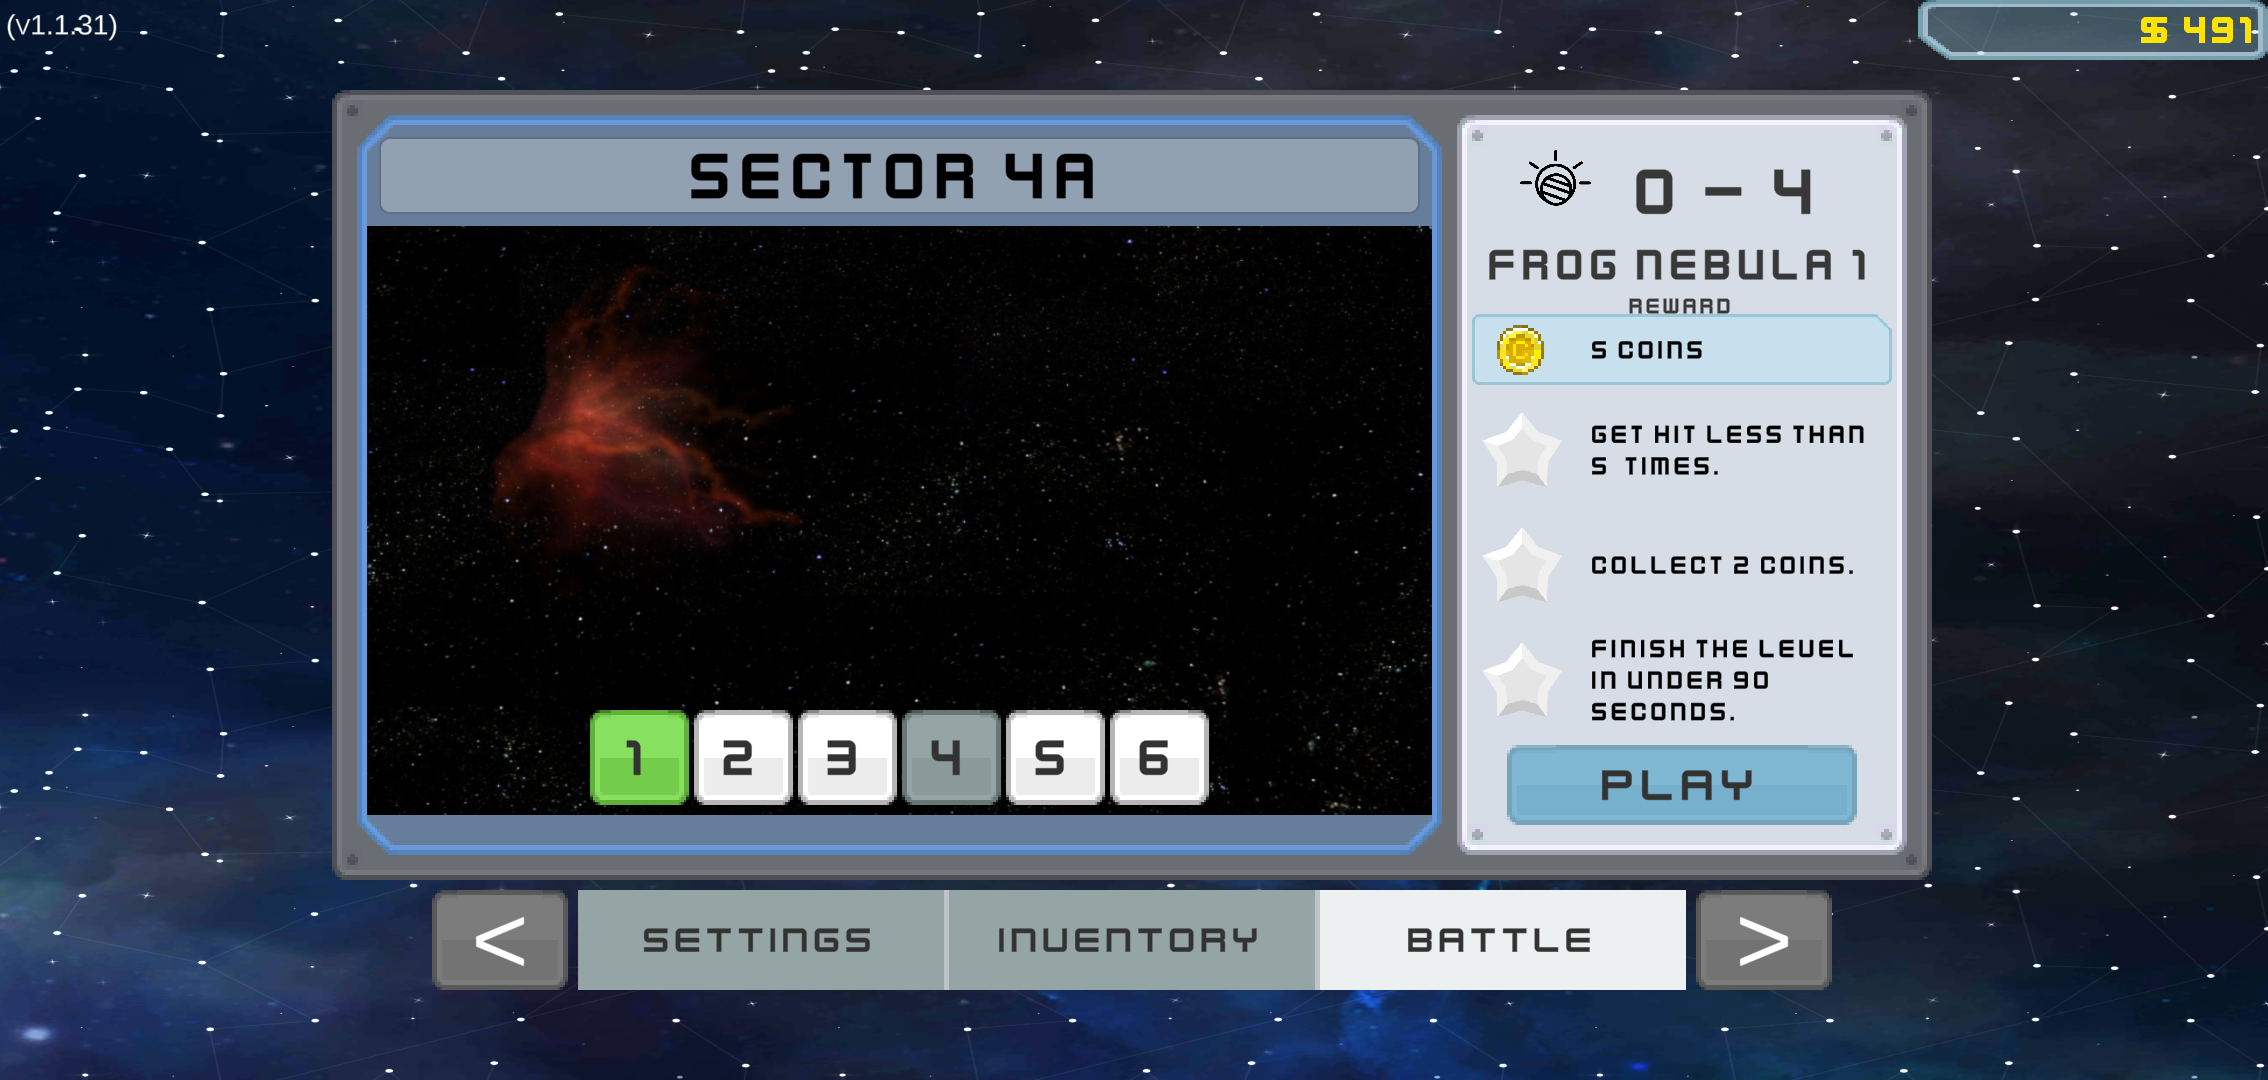 (v1.1.31)
$ 491
SECTOR 4A
0 - 4
FROG NEBULA 1
REWARD
5 COINS
GET HIT LESS THAN
5 TIMES.
COLLECT 2 COINS.
FINISH THE LEVEL
IN UNDER 90
SECONDS.
1 2 3 4 5 6
PLAY
< SETTINGS INVENTORY BATTLE >